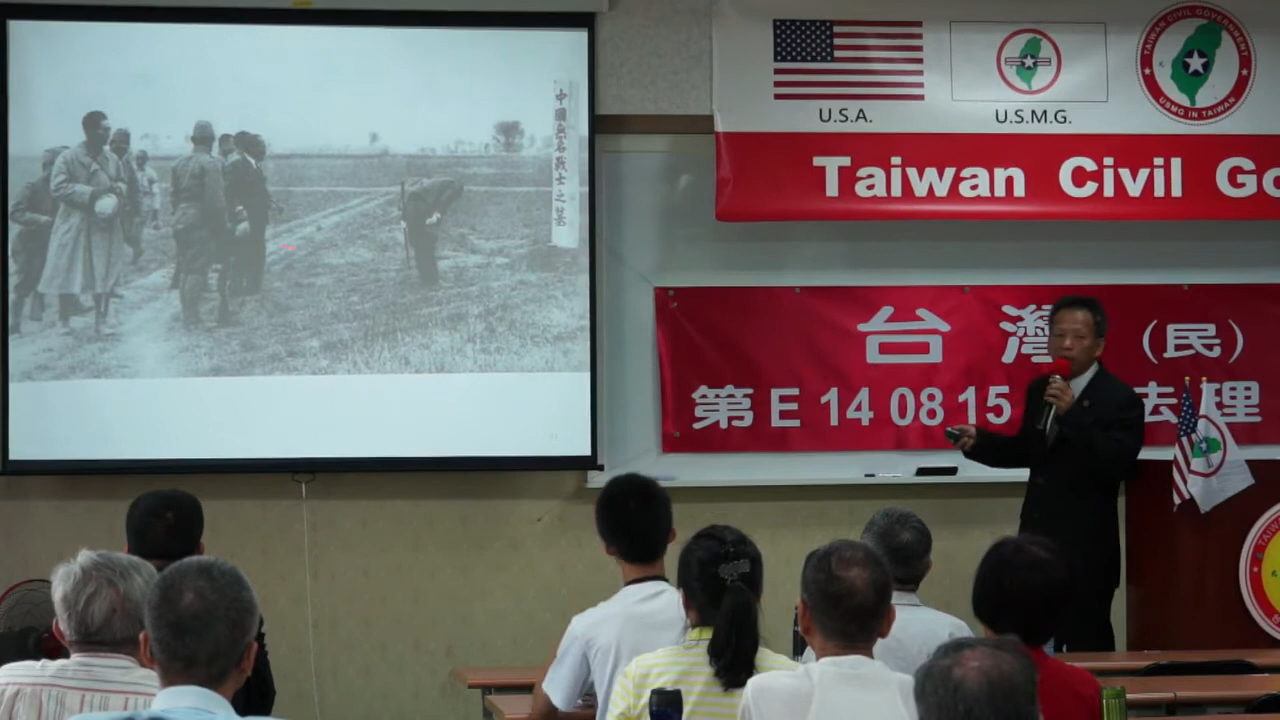 中國無名戰士之墓
U.S.A.
U.S.M.G.
TAIWAN CIVIL GOVERNMENT
USMG IN TAIWAN
Taiwan Civil Go
台灣(民)
第E 14 08 15
法理